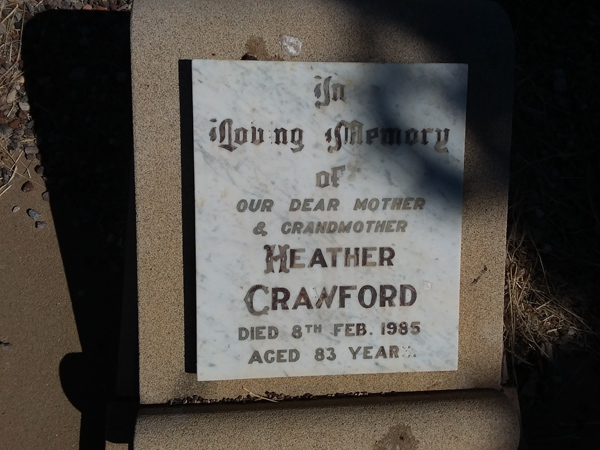 In
Loving Memory
of
OUR DEAR MOTHER
& GRANDMOTHER
HEATHER
CRAWFORD
DIED 8TH FEB. 1985
AGED 83 YEARS.